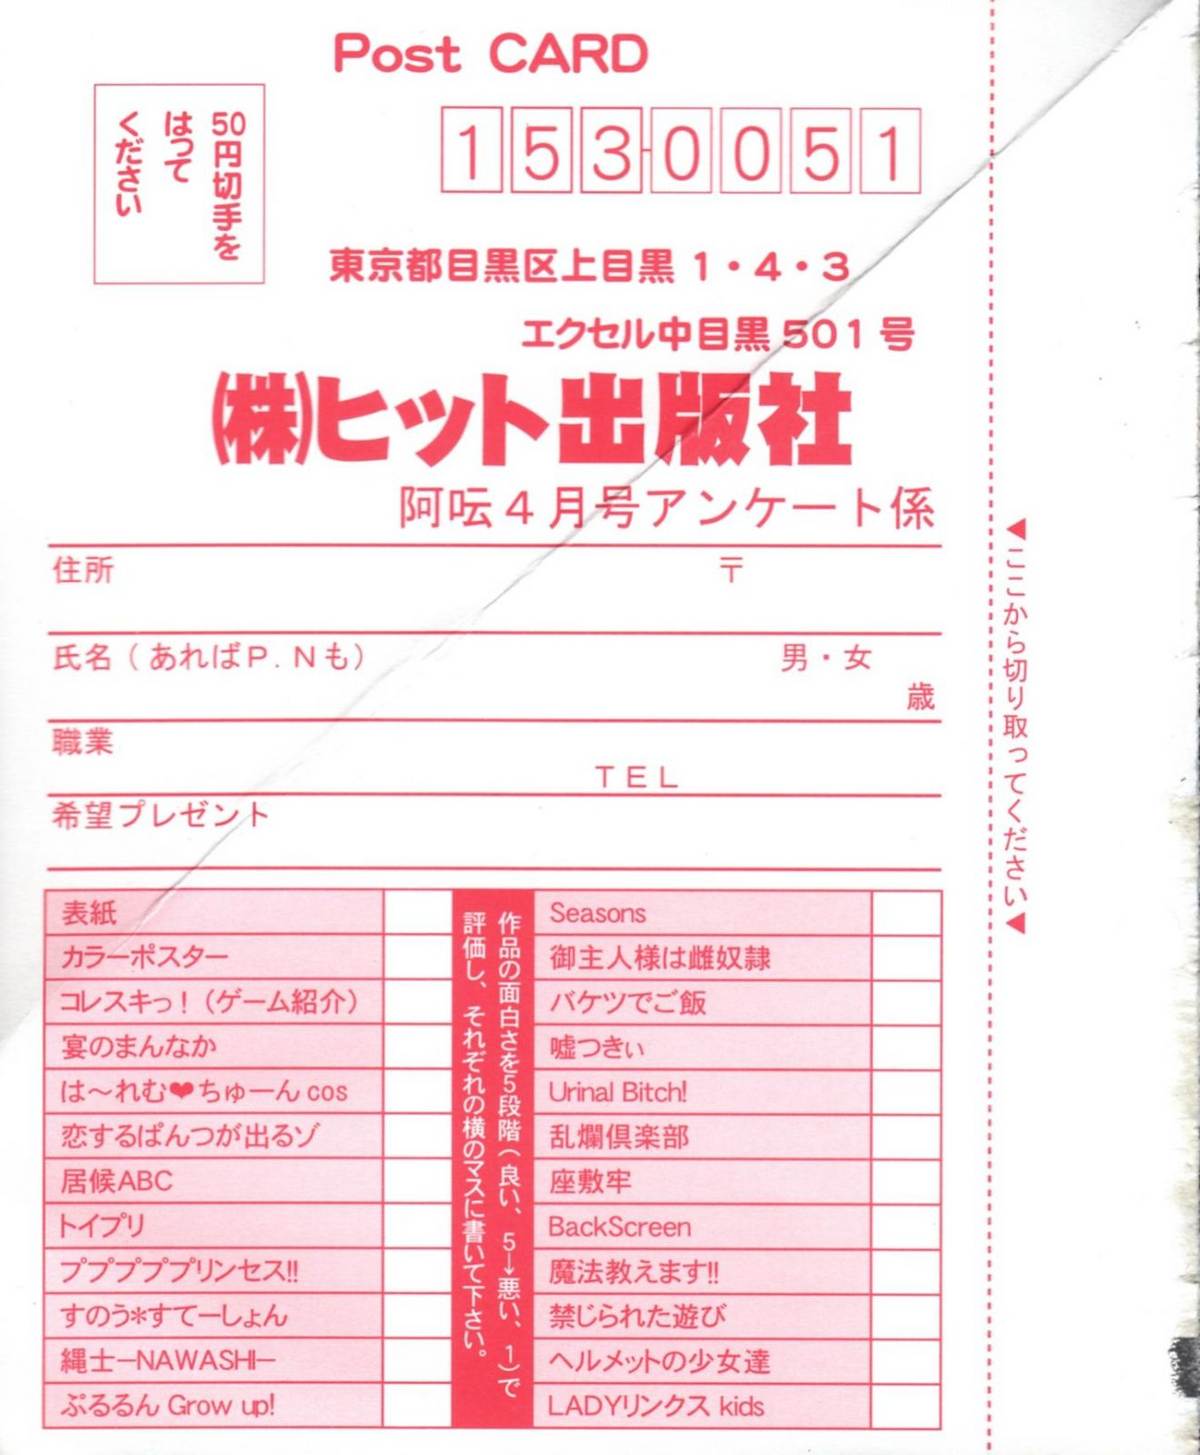 Post CARD
50円切手を
はって
ください
153-0051
東京都目黒区上目黒1・4・3
エクセル中目黒501号
㈱ヒット出版社
阿吽4月号アンケート係
住所 〒
氏名(あればP.Nも) 男・女
歳
職業
TEL
希望プレゼント
表紙
カラーポスター
コレスキっ!(ゲーム紹介)
宴のまんなか
は～れむ❤ちゅーんcos
恋するぱんつが出るゾ
居候ABC
トイプリ
プププププリンセス!!
すのう*すてーしょん
縄士－NAWASHI－
ぷるるん Grow up!
作品の面白さを5段階(良い、5→悪い、1)で
評価し、それぞれの横のマスに書いて下さい。
Seasons
御主人様は雌奴隷
バケツでご飯
嘘つきぃ
Urinal Bitch!
乱爛倶楽部
座敷牢
BackScreen
魔法教えます!!
禁じられた遊び
ヘルメットの少女達
LADYリンクス kids
◀ここから切り取ってください◀